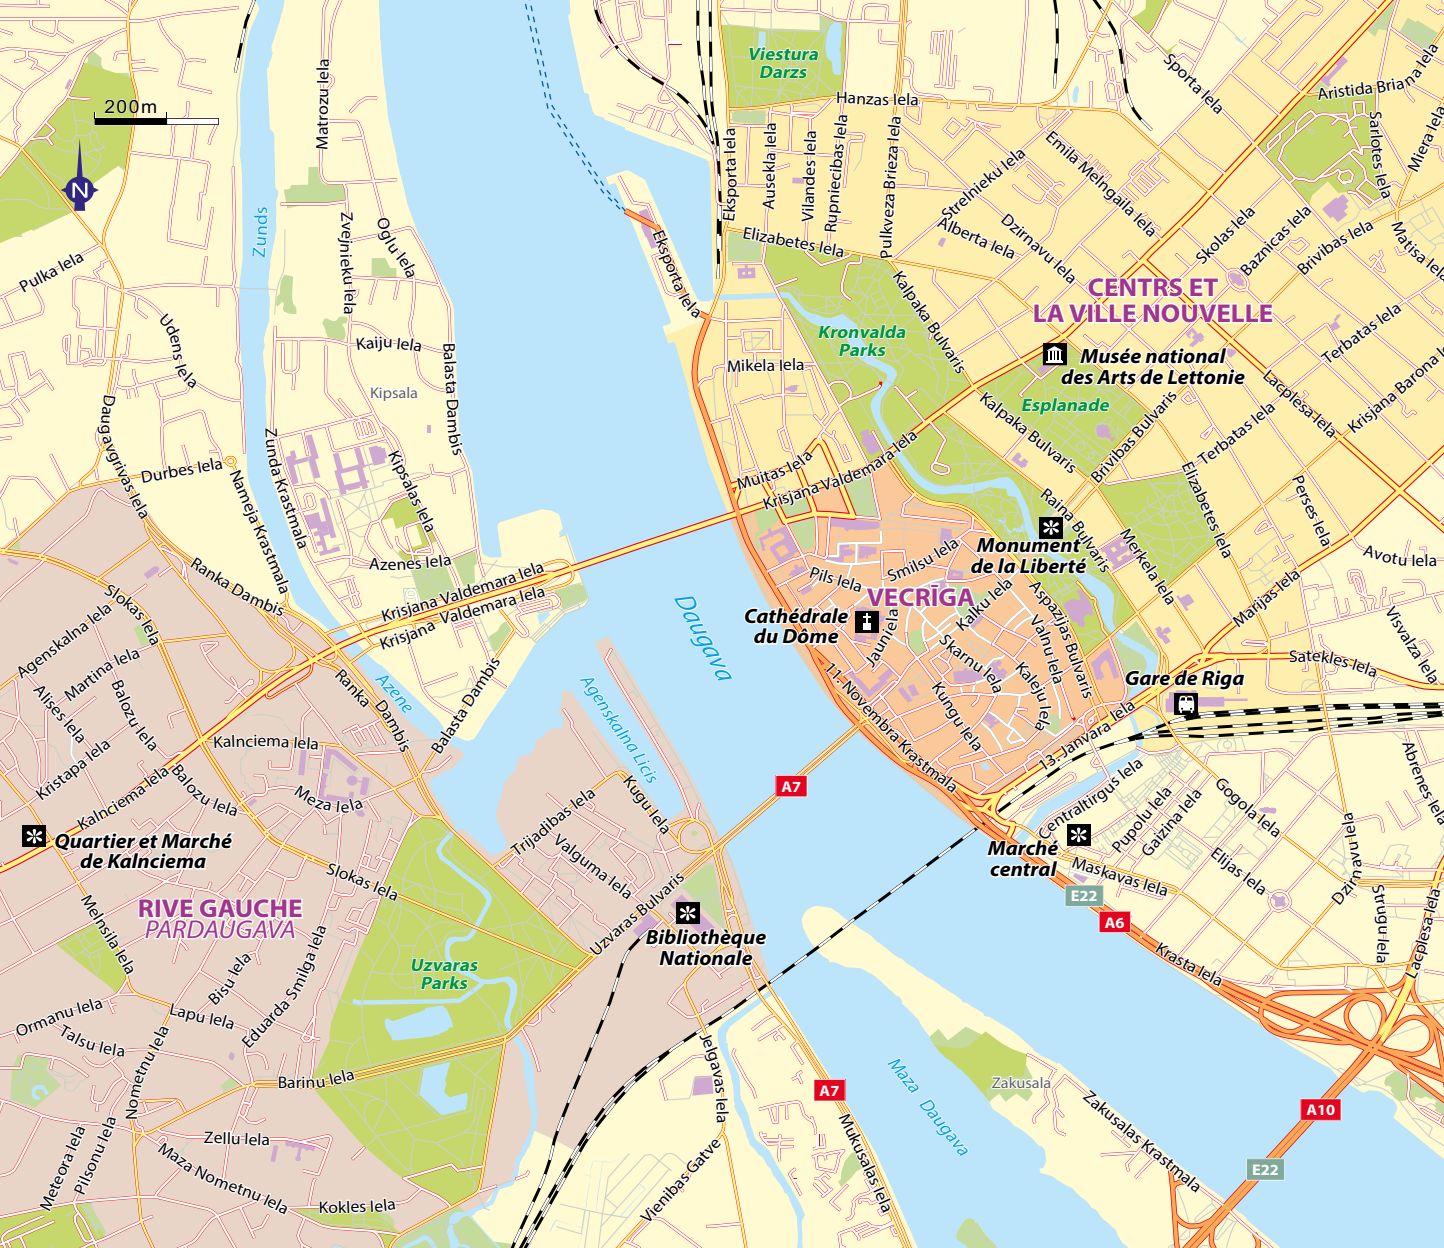 Viestura
Darzs
Hanzas Iela
Sporta Iela
Aristida Briana Iela
Miera Iela
Sarlotes Iela
Matisa Iela
200m
N
Matrozu Iela
Zunds
Zvejnieku Iela
Oglu Iela
Pulka Iela
Udens Iela
Kaiju Iela
Kipsala
Balasta Dambis
Daugavgrivas Iela
Durbes Iela
Nameja Krastmala
Zunda Krastmala
Kipsalas Iela
Azenes Iela
Eksporta Iela
Eksporta Iela
Ausekla Iela
Vilandes Iela
Rupniecibas Iela
Pulkveza Brieza Iela
Elizabetes Iela
Strelnieku Iela
Alberta Iela
Emila Melngaila Iela
Dzirnavu Iela
Skolas Iela
Baznicas Iela
Brivibas Iela
Terbatas Iela
Krisjana Barona Iela
CENTRS ET
LA VILLE NOUVELLE
Kalpaka Bulvaris
Kronvalda
Parks
Mikela Iela
Musée national
des Arts de Lettonie
Esplanade
Kalpaka Bulvaris
Brivibas Bulvaris
Lacplesa Iela
Terbatas Iela
Elizabetes Iela
Perses Iela
Avotu Iela
Muitas Iela
Krisjana Valdemara Iela
Raina Bulvaris
Merkela Iela
Marijas Iela
Monument
de la Liberté
Smilsu Iela
Pils Iela
VECRĪGA
Kalku Iela
Aspazijas Bulvaris
Valnu Iela
Cathédrale
du Dôme
Jauniela
Skarnu Iela
Kaleju Iela
Kungu Iela
11. Novembra Krastmala
Gare de Riga
13. Janvara Iela
Satekles Iela
Visvalza Iela
Abrenes Iela
Krisjana Valdemara Iela
Krisjana Valdemara Iela
Daugava
Ranka Dambis
Slokas Iela
Agenskalna Iela
Martina Iela
Alises Iela
Balozu Iela
Kristapa Iela
Kalnciema Iela
Kalnciema Iela
Azene
Ranka Dambis
Balasta Dambis
Agenskalna Licis
Balozu Iela
Meza Iela
Quartier et Marché
de Kalnciema
Trijadibas Iela
Kugu Iela
Valguma Iela
A7
Centraltirgus Iela
Pupolu Iela
Gaizina Iela
Gogola Iela
Elijas Iela
Marché
central
Maskavas Iela
E22
A6
Dzirnavu Iela
Strugu Iela
Lacplesa Iela
Krasta Iela
Slokas Iela
RIVE GAUCHE
PARDAUGAVA
Melnsila Iela
Uzvaras Bulvaris
Bibliothèque
Nationale
Uzvaras
Parks
Bisu Iela
Eduarda Smilga Iela
Ormanu Iela
Talsu Iela
Lapu Iela
Nometnu Iela
Barinu Iela
Zellu Iela
Meteora Iela
Pilsonu Iela
Maza Nometnu Iela
Kokles Iela
Jelgavas Iela
Vienibas Gatve
A7
Mukusalas Iela
Maza Daugava
Zakusala
Zakusalas Krastmala
A10
E22